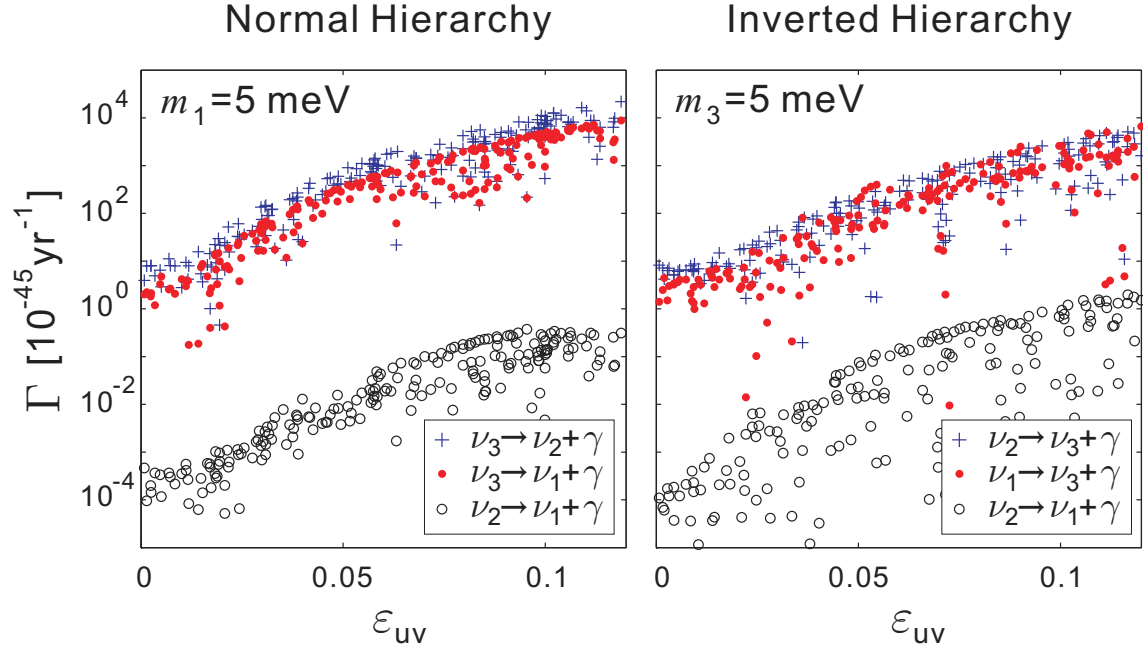 Normal Hierarchy
Inverted Hierarchy
m₁=5 meV
m₃=5 meV
Γ [10⁻⁴⁵yr⁻¹]
10⁴
10²
10⁰
10⁻²
10⁻⁴
ν₃→ν₂+γ
ν₃→ν₁+γ
ν₂→ν₁+γ
ν₂→ν₃+γ
ν₁→ν₃+γ
ν₂→ν₁+γ
0 0.05 0.1
0 0.05 0.1
εuv
εuv